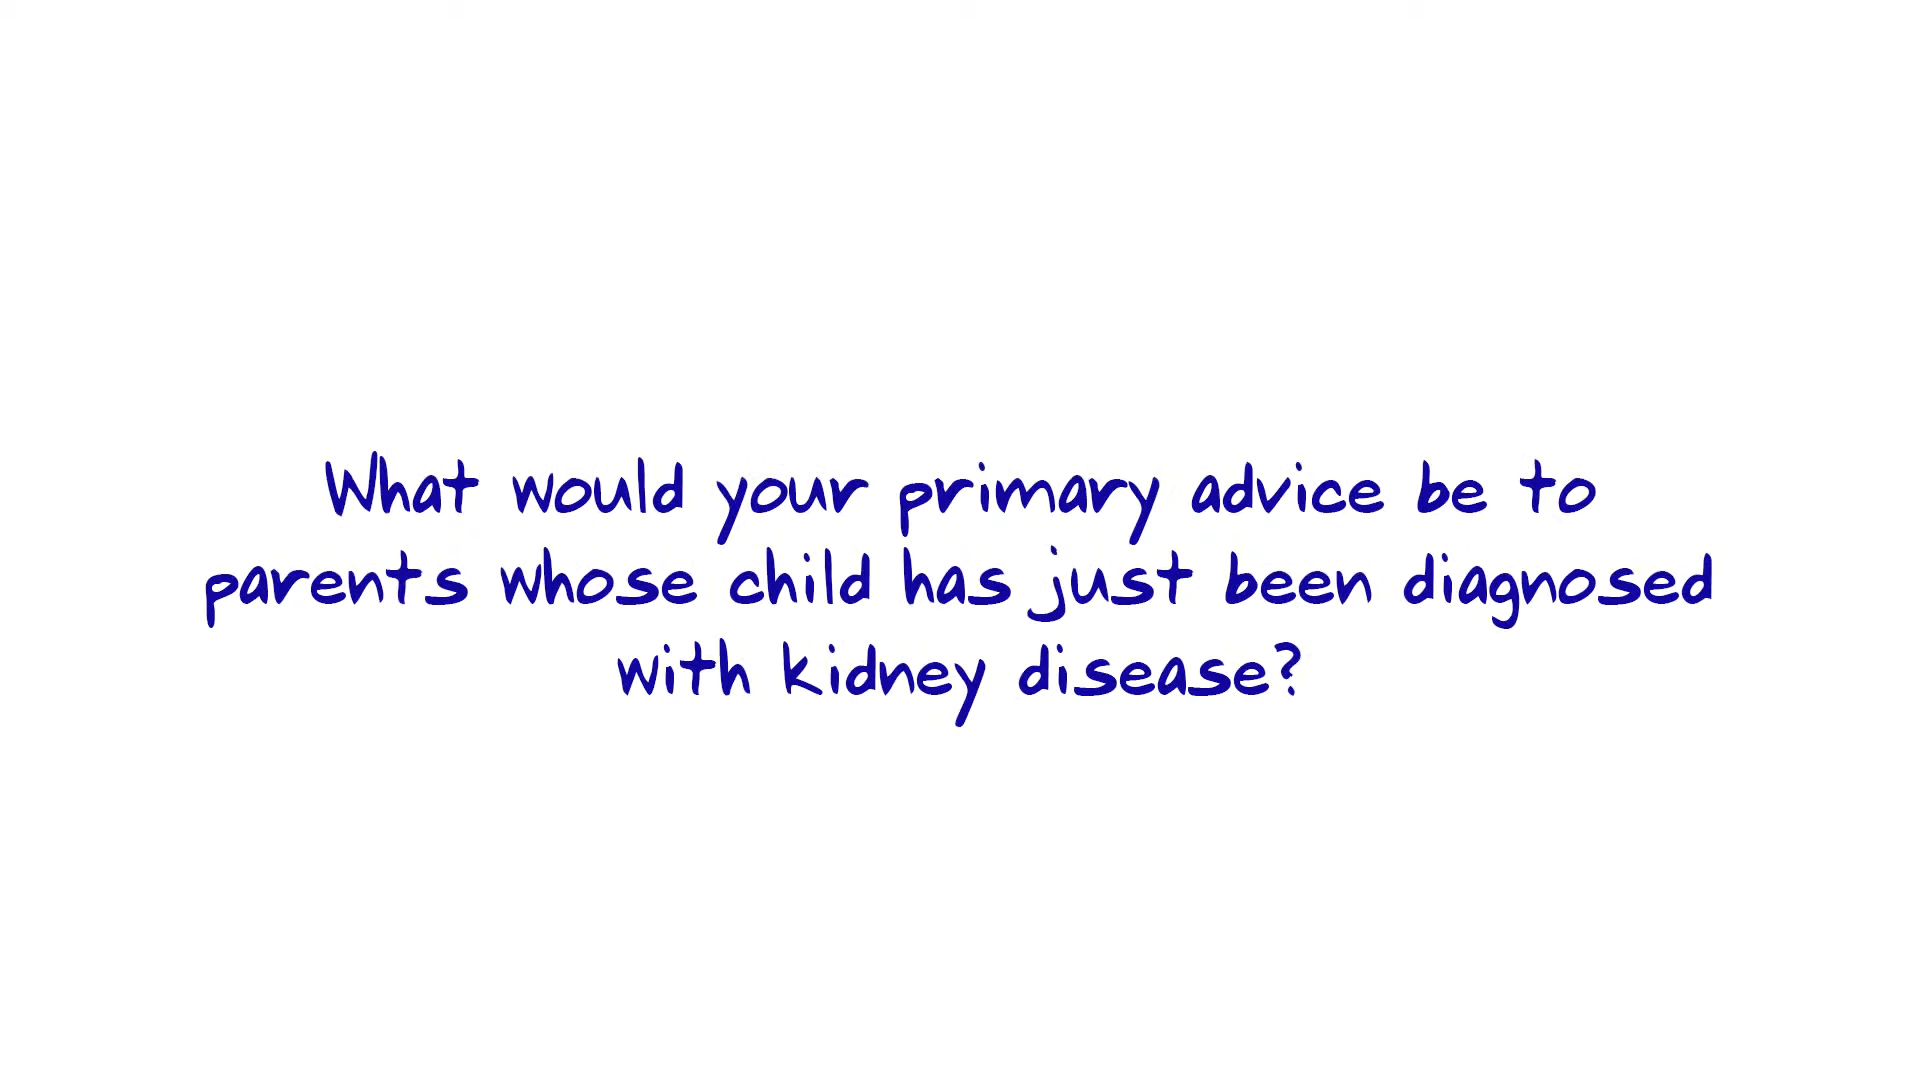 What would your primary advice be to
parents whose child has just been diagnosed
with kidney disease?